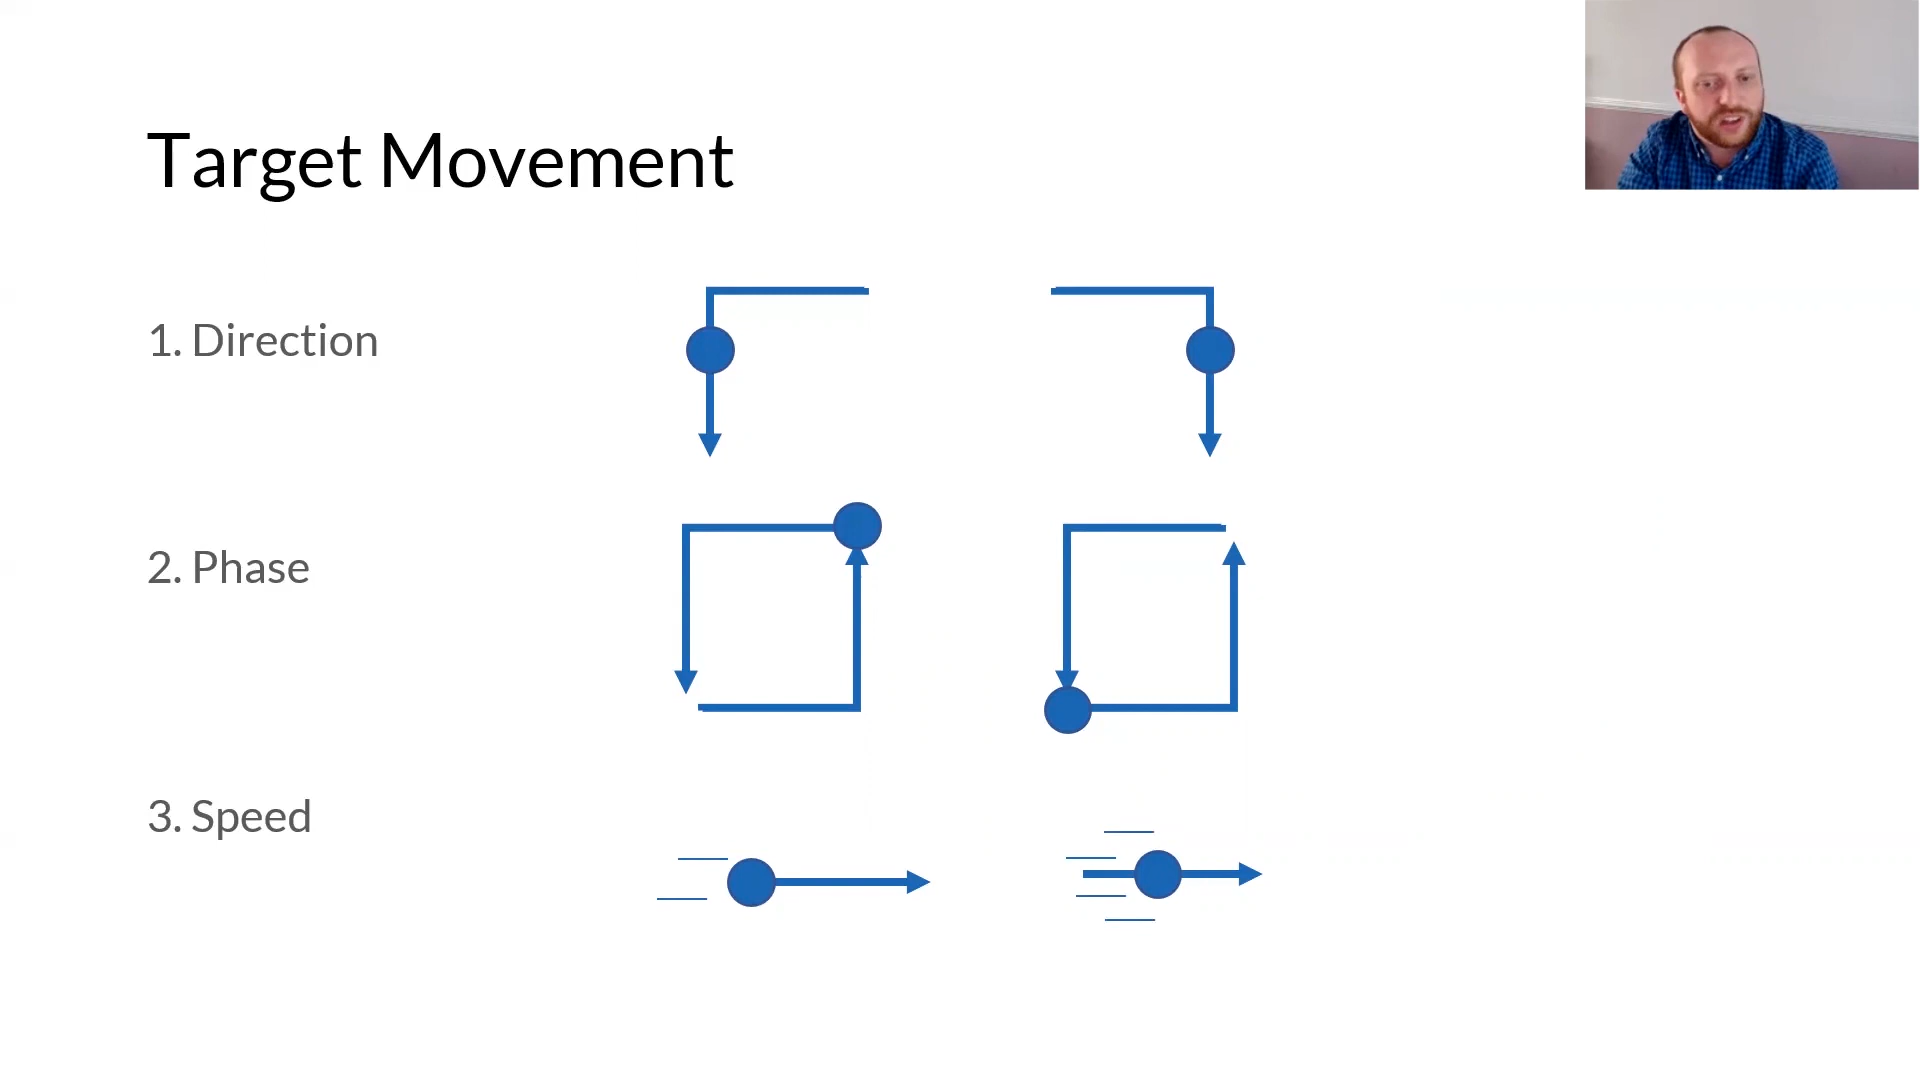 Target Movement
1. Direction
2. Phase
3. Speed